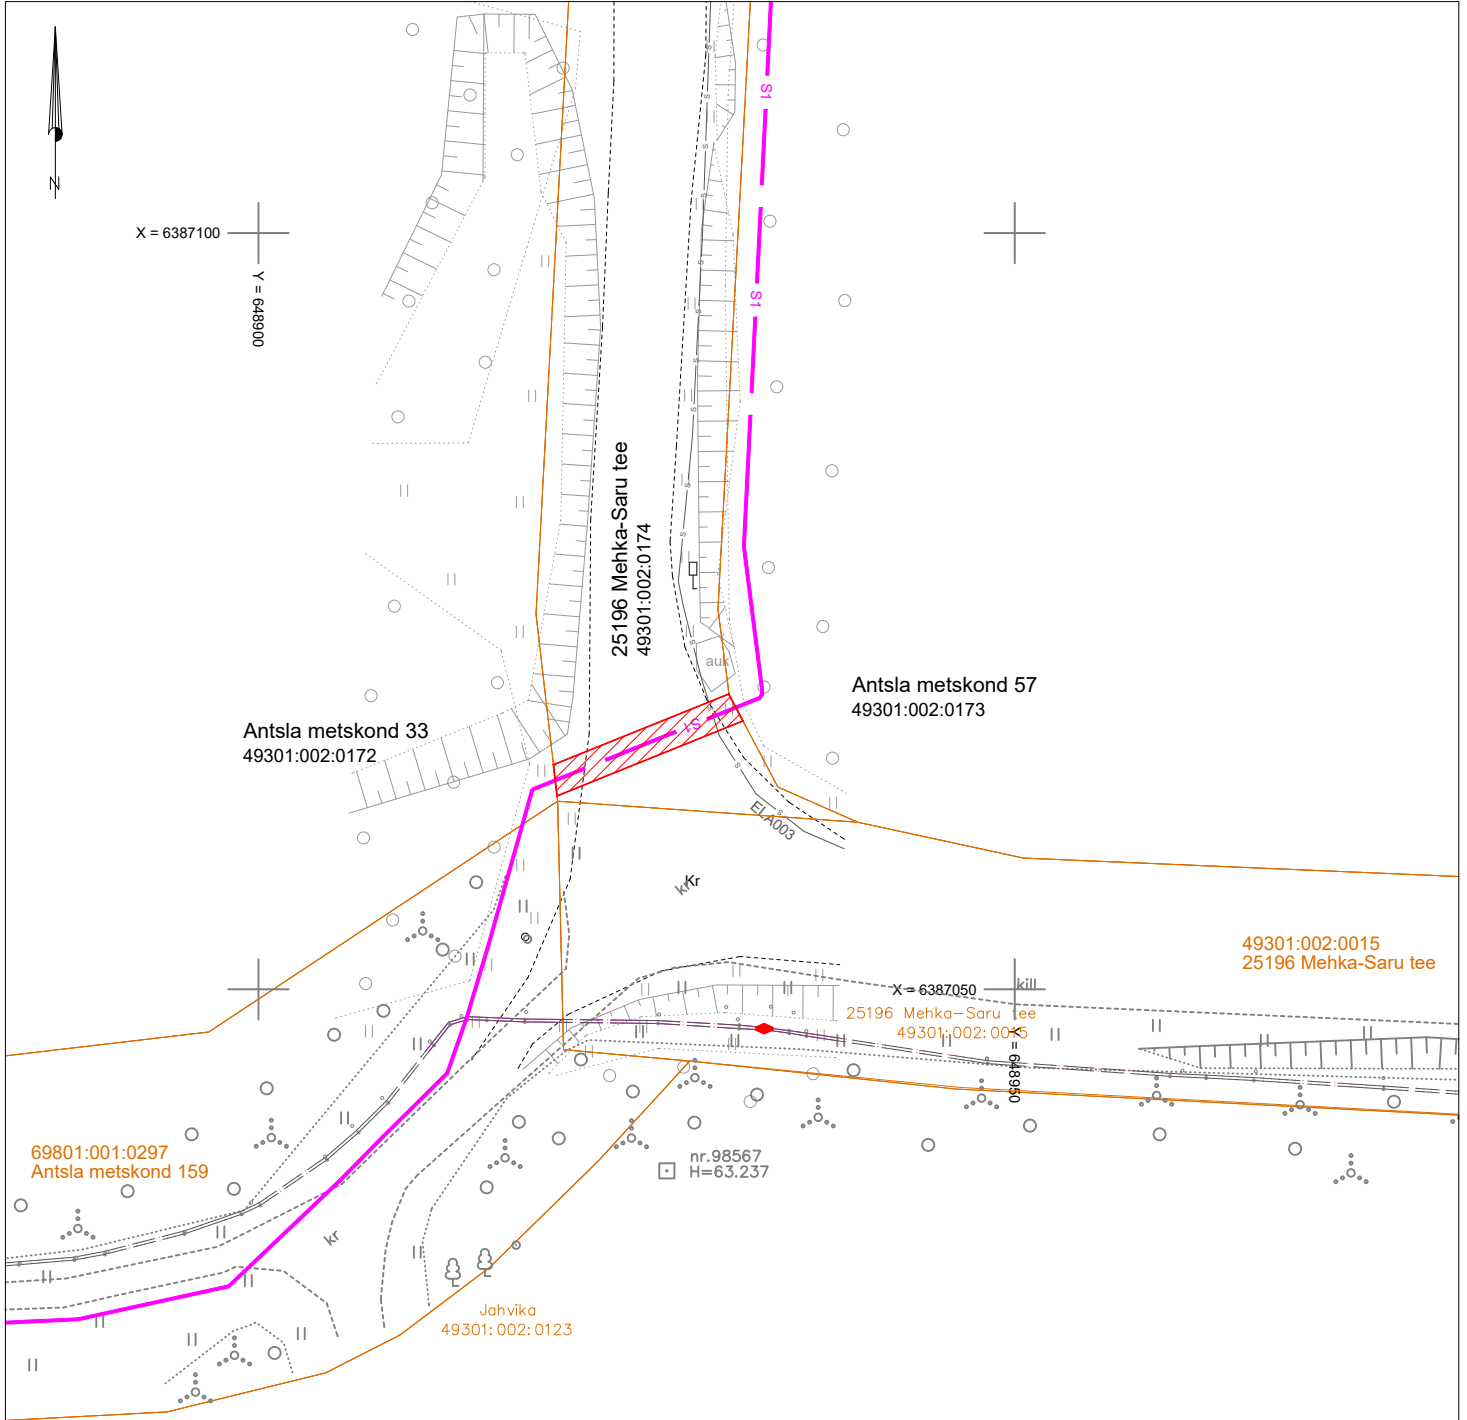 N
S1
X = 6387100
Y = 648900
S1
25196 Mehka-Saru tee
49301:002:0174
auk
Antsla metskond 57
49301:002:0173
Antsla metskond 33
49301:002:0172
S1
ELA003
Kr
kr
49301:002:0015
25196 Mehka-Saru tee
X = 6387050
kill
25196 Mehka-Saru tee
49301:002:0015
Y = 648950
69801:001:0297
Antsla metskond 159
nr.98567
H=63.237
kr
Jahvika
49301:002:0123